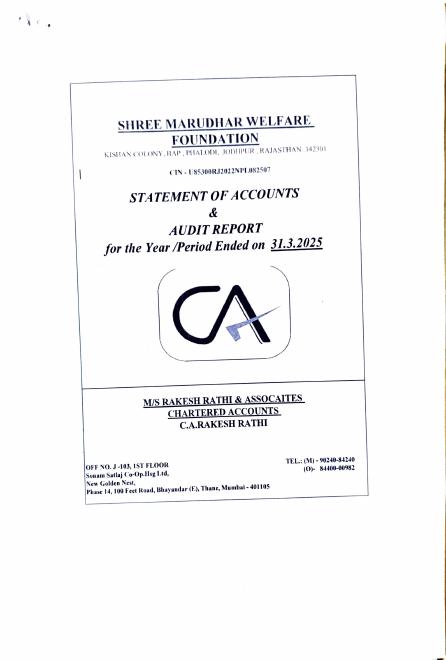 SHREE MARUDHAR WELFARE
FOUNDATION
KISHAN COLONY, BAP, PHALODI, JODHPUR, RAJASTHAN 342301
CIN - U85300RJ2022NPL082507
STATEMENT OF ACCOUNTS
&
AUDIT REPORT
for the Year /Period Ended on 31.3.2025
CA
M/S RAKESH RATHI & ASSOCAITES
CHARTERED ACCOUNTS
C.A.RAKESH RATHI
OFF NO. J -103, 1ST FLOOR
Sonam Satlaj Co-Op.Hsg Ltd,
New Golden Nest,
Phase 14, 100 Feet Road, Bhayandar (E), Thane, Mumbai - 401105
TEL.: (M) - 90240-84240
(O)- 84400-00982